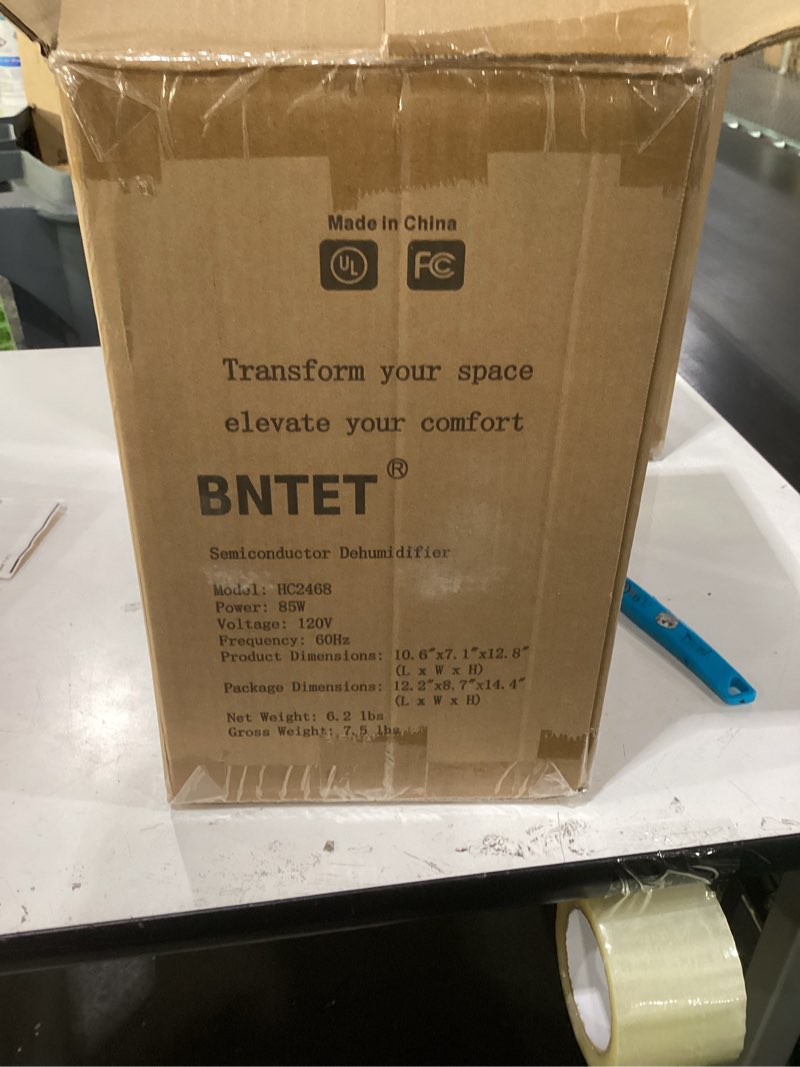 Made in China
UL FC
Transform your space
elevate your comfort
BNTET®
Semiconductor Dehumidifier
Model: HC2468
Power: 85W
Voltage: 120V
Frequency: 60Hz
Product Dimensions: 10.6"x7.1"x12.8"
(L x W x H)
Package Dimensions: 12.2"x8.7"x14.4"
(L x W x H)
Net Weight: 6.2 lbs
Gross Weight: 7.5 lbs